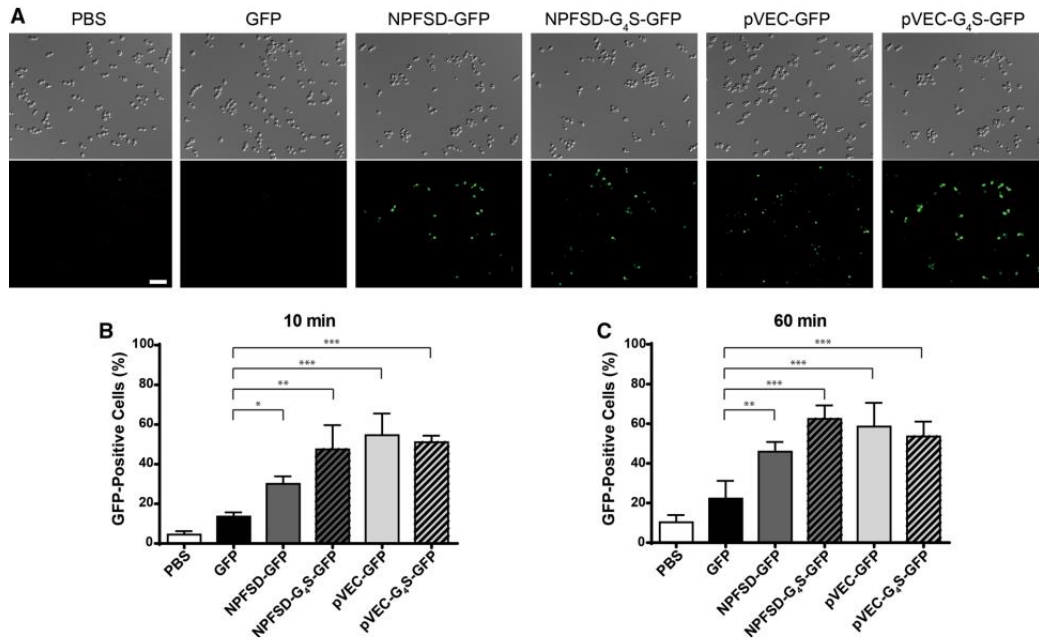 A
PBS
GFP
NPFSD-GFP
NPFSD-G₄S-GFP
pVEC-GFP
pVEC-G₄S-GFP
B
10 min
GFP-Positive Cells (%)
100
80
60
40
20
0
***
***
**
*
PBS
GFP
NPFSD-GFP
NPFSD-G₄S-GFP
pVEC-GFP
pVEC-G₄S-GFP
C
60 min
GFP-Positive Cells (%)
100
80
60
40
20
0
***
***
***
**
PBS
GFP
NPFSD-GFP
NPFSD-G₄S-GFP
pVEC-GFP
pVEC-G₄S-GFP